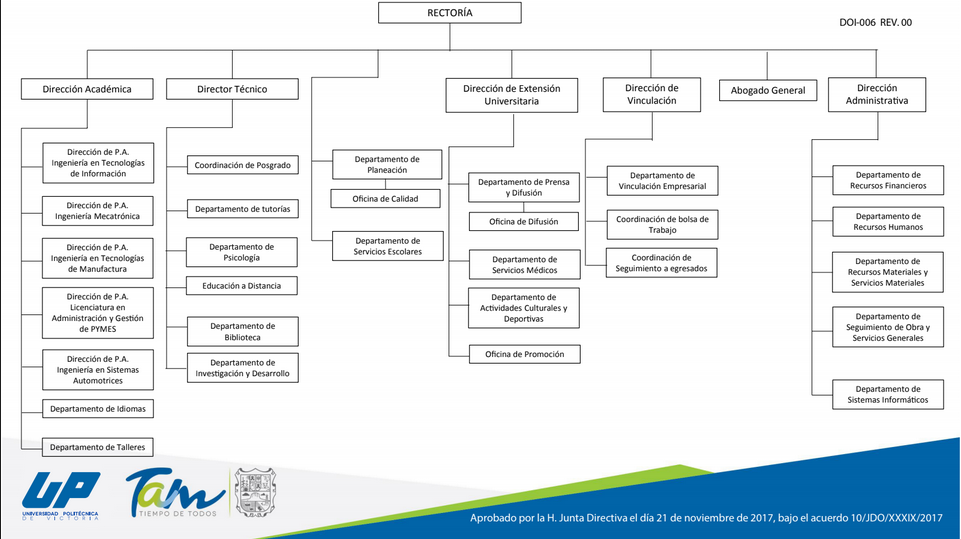 RECTORÍA
DOI-006 REV. 00
Dirección Académica
Director Técnico
Dirección de Extensión
Universitaria
Dirección de
Vinculación
Abogado General
Dirección
Administrativa
Dirección de P.A.
Ingeniería en Tecnologías
de Información
Dirección de P.A.
Ingeniería Mecatrónica
Dirección de P.A.
Ingeniería en Tecnologías
de Manufactura
Dirección de P.A.
Licenciatura en
Administración y Gestión
de PYMES
Dirección de P.A.
Ingeniería en Sistemas
Automotrices
Departamento de Idiomas
Departamento de Talleres
Coordinación de Posgrado
Departamento de tutorías
Departamento de
Psicología
Educación a Distancia
Departamento de
Biblioteca
Departamento de
Investigación y Desarrollo
Departamento de
Planeación
Oficina de Calidad
Departamento de
Servicios Escolares
Departamento de Prensa
y Difusión
Oficina de Difusión
Departamento de
Servicios Médicos
Departamento de
Actividades Culturales y
Deportivas
Oficina de Promoción
Departamento de
Vinculación Empresarial
Coordinación de bolsa de
Trabajo
Coordinación de
Seguimiento a egresados
Departamento de
Recursos Financieros
Departamento de
Recursos Humanos
Departamento de
Recursos Materiales y
Servicios Materiales
Departamento de
Seguimiento de Obra y
Servicios Generales
Departamento de
Sistemas Informáticos
UP
UNIVERSIDAD POLITÉCNICA
DE VICTORIA
Tam
TIEMPO DE TODOS
Aprobado por la H. Junta Directiva el día 21 de noviembre de 2017, bajo el acuerdo 10/JDO/XXXIX/2017